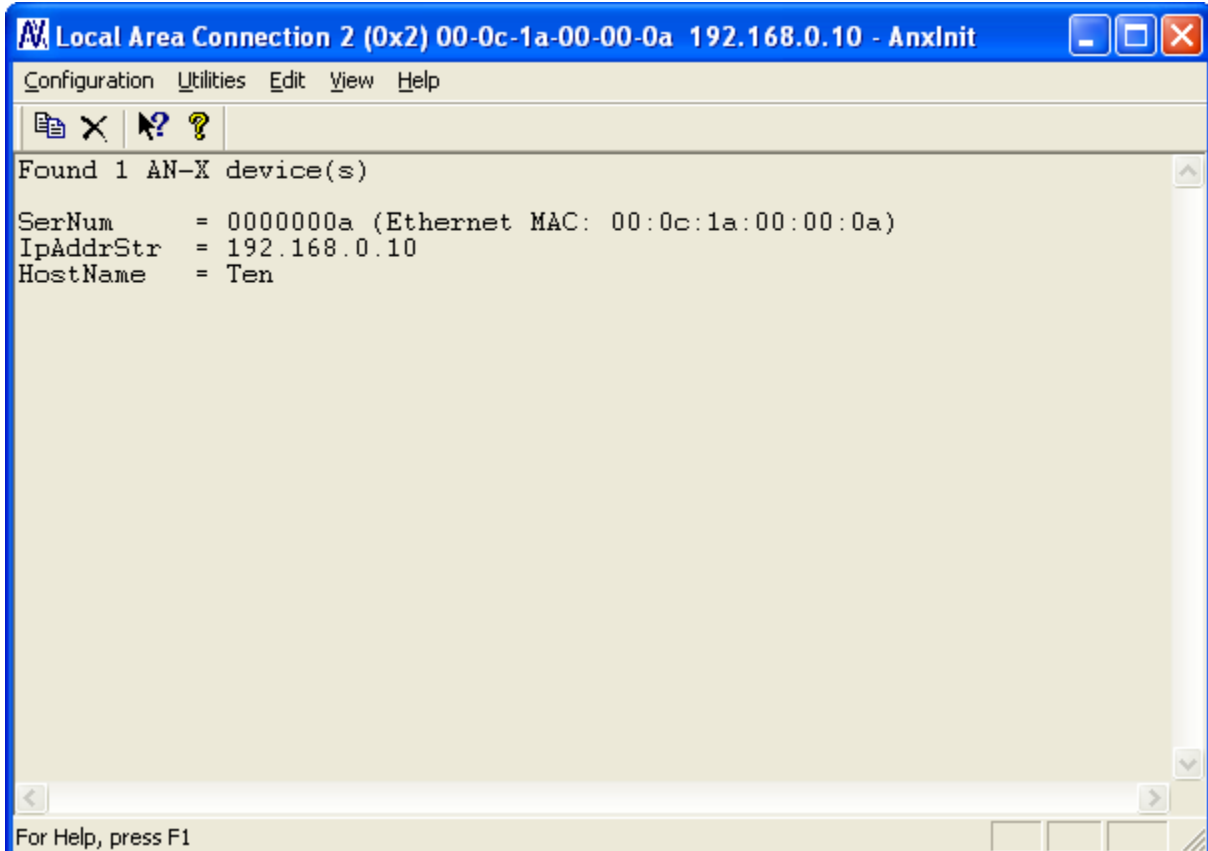 Local Area Connection 2 (0x2) 00-0c-1a-00-00-0a 192.168.0.10 - AnxInit
Configuration Utilities Edit View Help
Found 1 AN-X device(s)
SerNum = 0000000a (Ethernet MAC: 00:0c:1a:00:00:0a)
IpAddrStr = 192.168.0.10
HostName = Ten
For Help, press F1